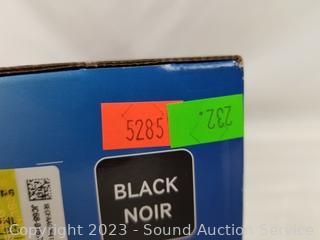 5285
232.
BLACK
NOIR
Copyright 2023 - Sound Auction Service